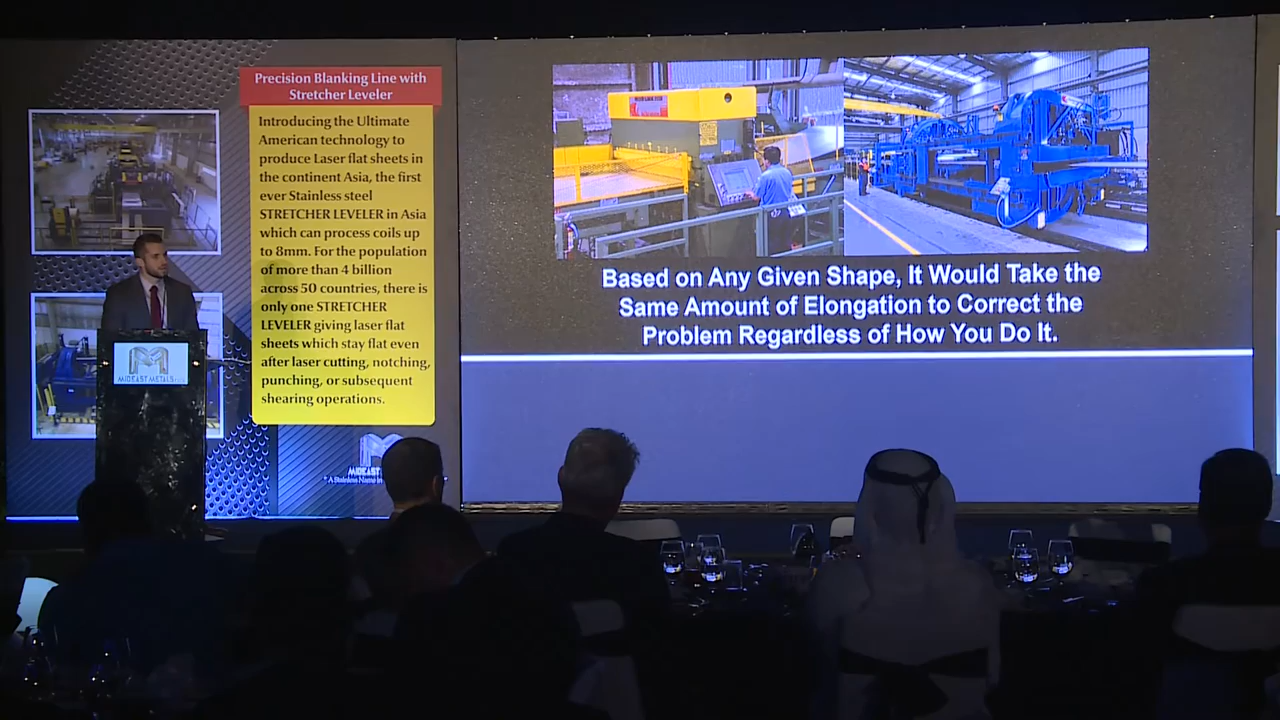 Precision Blanking Line with
Stretcher Leveler
Introducing the Ultimate
American technology to
produce Laser flat sheets in
the continent Asia, the first
ever Stainless steel
STRETCHER LEVELER in Asia
which can process coils up
to 8mm. For the population
of more than 4 billion
across 50 countries, there is
only one STRETCHER
LEVELER giving laser flat
sheets which stay flat even
after laser cutting, notching,
punching, or subsequent
shearing operations.
MIDEAST METALS
MIDEAST
A Stainless Name
Based on Any Given Shape, It Would Take the
Same Amount of Elongation to Correct the
Problem Regardless of How You Do It.